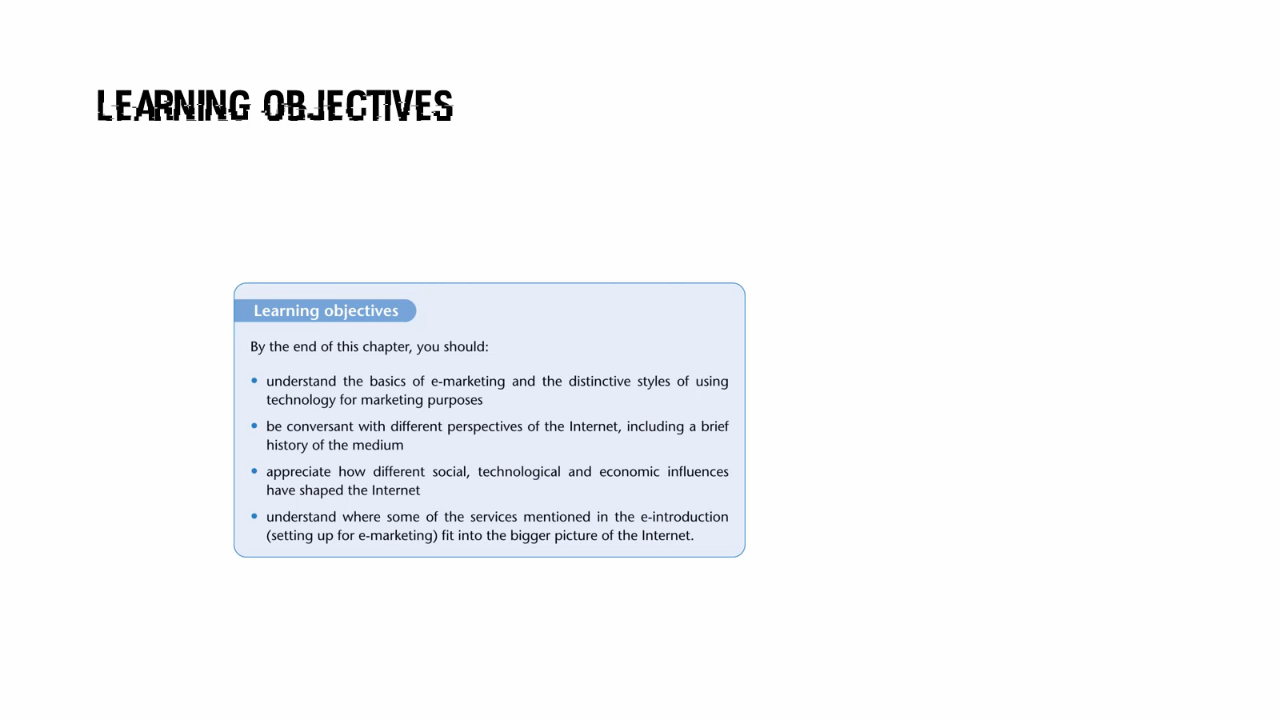 LEARNING OBJECTIVES
Learning objectives
By the end of this chapter, you should:
• understand the basics of e-marketing and the distinctive styles of using
technology for marketing purposes
• be conversant with different perspectives of the Internet, including a brief
history of the medium
• appreciate how different social, technological and economic influences
have shaped the Internet
• understand where some of the services mentioned in the e-introduction
(setting up for e-marketing) fit into the bigger picture of the Internet.